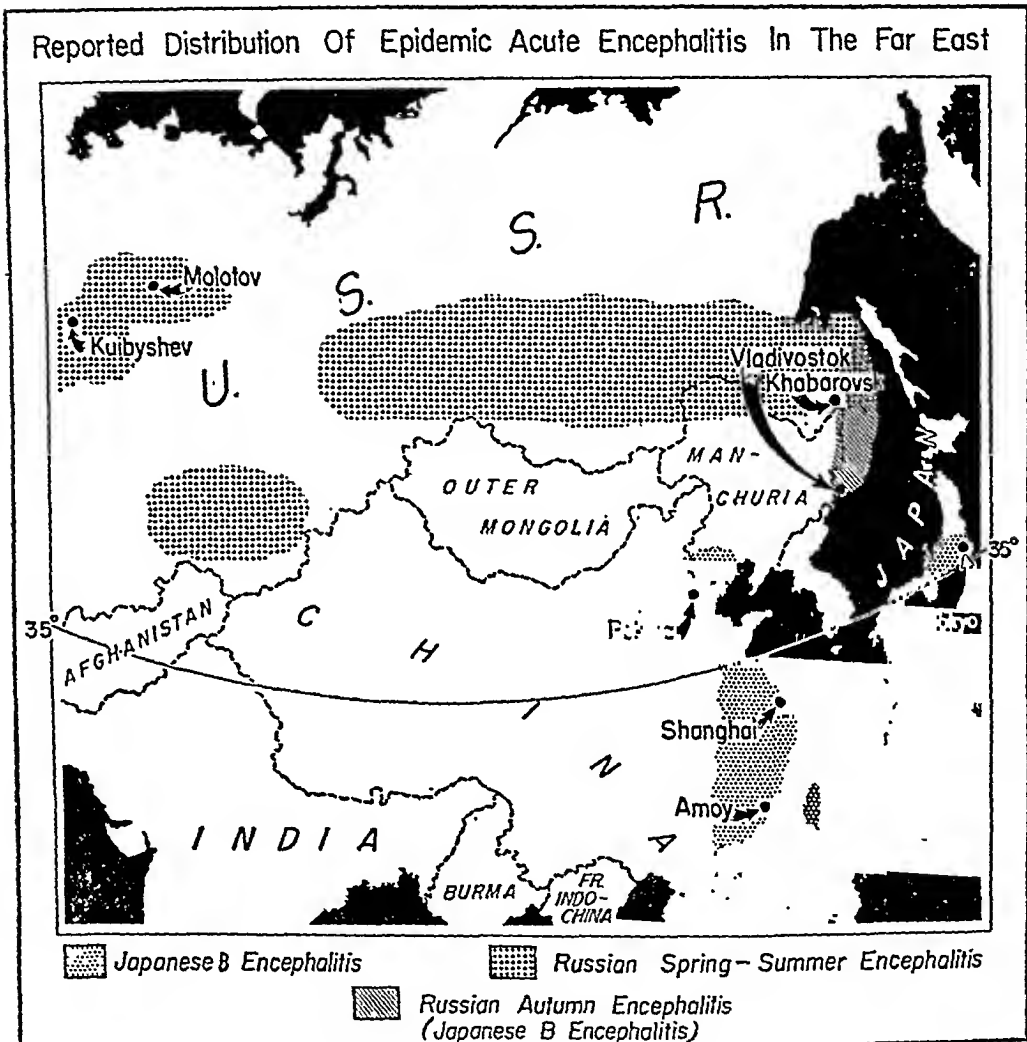 Reported Distribution Of Epidemic Acute Encephalitis In The Far East
U. S. S. R.
Molotov
Kuibyshev
Vladivostok
Khabarovsk
MAN-
CHURIA
OUTER
MONGOLIA
JAPAN
35°
35°
AFGHANISTAN
CHINA
Shanghai
Amoy
INDIA
BURMA
FR.
INDO-
CHINA
Japanese B Encephalitis
Russian Spring-Summer Encephalitis
Russian Autumn Encephalitis
(Japanese B Encephalitis)